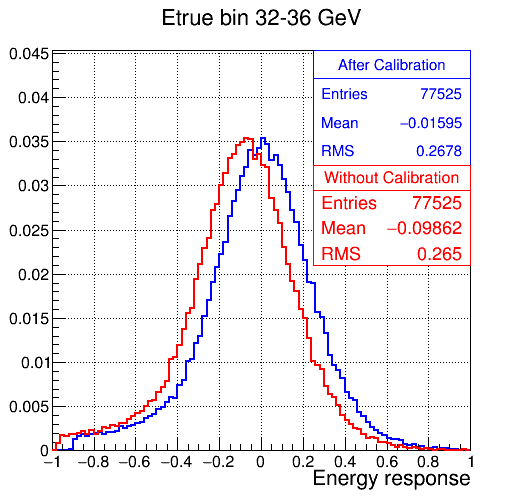 Etrue bin 32-36 GeV
0.045
0.04
0.035
0.03
0.025
0.02
0.015
0.01
0.005
0
After Calibration
Entries 77525
Mean −0.01595
RMS 0.2678
Without Calibration
Entries 77525
Mean −0.09862
RMS 0.265
−1 −0.8 −0.6 −0.4 −0.2 0 0.2 0.4 0.6 0.8 1
Energy response